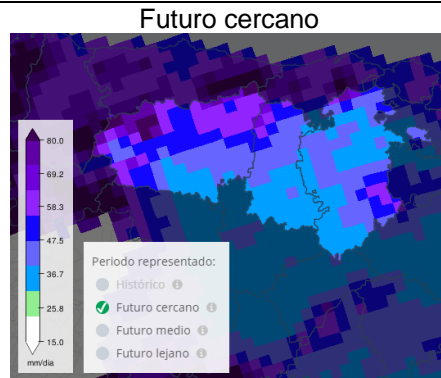 Futuro cercano
80.0
69.2
58.3
47.5
36.7
25.8
15.0
mm/dia
Periodo representado:
Histórico
Futuro cercano
Futuro medio
Futuro lejano